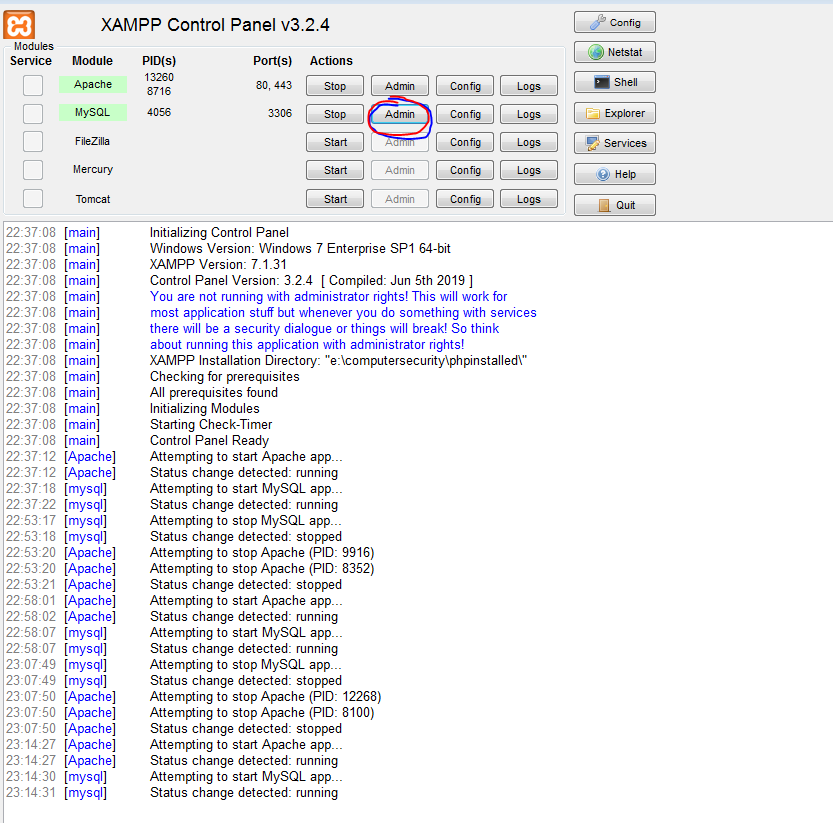 XAMPP Control Panel v3.2.4
Modules
Service Module PID(s) Port(s) Actions
Apache 13260 8716 80, 443 Stop Admin Config Logs
MySQL 4056 3306 Stop Admin Config Logs
FileZilla Start Admin Config Logs
Mercury Start Admin Config Logs
Tomcat Start Admin Config Logs
Config
Netstat
Shell
Explorer
Services
Help
Quit
22:37:08 [main] Initializing Control Panel
22:37:08 [main] Windows Version: Windows 7 Enterprise SP1 64-bit
22:37:08 [main] XAMPP Version: 7.1.31
22:37:08 [main] Control Panel Version: 3.2.4 [ Compiled: Jun 5th 2019 ]
22:37:08 [main] You are not running with administrator rights! This will work for
22:37:08 [main] most application stuff but whenever you do something with services
22:37:08 [main] there will be a security dialogue or things will break! So think
22:37:08 [main] about running this application with administrator rights!
22:37:08 [main] XAMPP Installation Directory: "e:\computersecurity\phpinstalled\"
22:37:08 [main] Checking for prerequisites
22:37:08 [main] All prerequisites found
22:37:08 [main] Initializing Modules
22:37:08 [main] Starting Check-Timer
22:37:08 [main] Control Panel Ready
22:37:12 [Apache] Attempting to start Apache app...
22:37:12 [Apache] Status change detected: running
22:37:18 [mysql] Attempting to start MySQL app...
22:37:22 [mysql] Status change detected: running
22:53:17 [mysql] Attempting to stop MySQL app...
22:53:18 [mysql] Status change detected: stopped
22:53:20 [Apache] Attempting to stop Apache (PID: 9916)
22:53:20 [Apache] Attempting to stop Apache (PID: 8352)
22:53:21 [Apache] Status change detected: stopped
22:58:01 [Apache] Attempting to start Apache app...
22:58:02 [Apache] Status change detected: running
22:58:07 [mysql] Attempting to start MySQL app...
22:58:07 [mysql] Status change detected: running
23:07:49 [mysql] Attempting to stop MySQL app...
23:07:49 [mysql] Status change detected: stopped
23:07:50 [Apache] Attempting to stop Apache (PID: 12268)
23:07:50 [Apache] Attempting to stop Apache (PID: 8100)
23:07:50 [Apache] Status change detected: stopped
23:14:27 [Apache] Attempting to start Apache app...
23:14:27 [Apache] Status change detected: running
23:14:30 [mysql] Attempting to start MySQL app...
23:14:31 [mysql] Status change detected: running